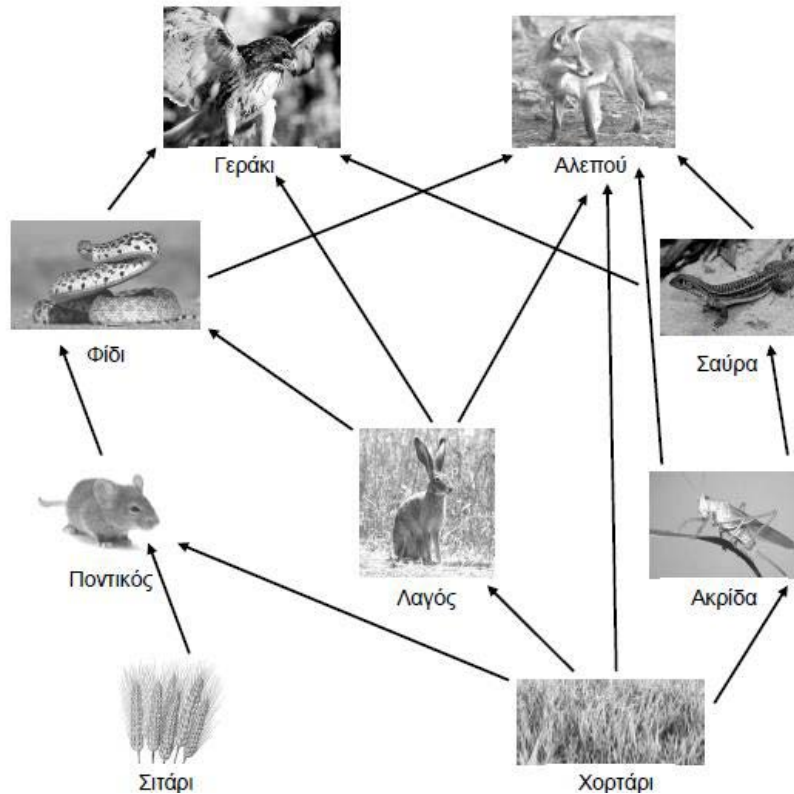 Γεράκι
Αλεπού
Φίδι
Σαύρα
Ποντικός
Λαγός
Ακρίδα
Σιτάρι
Χορτάρι